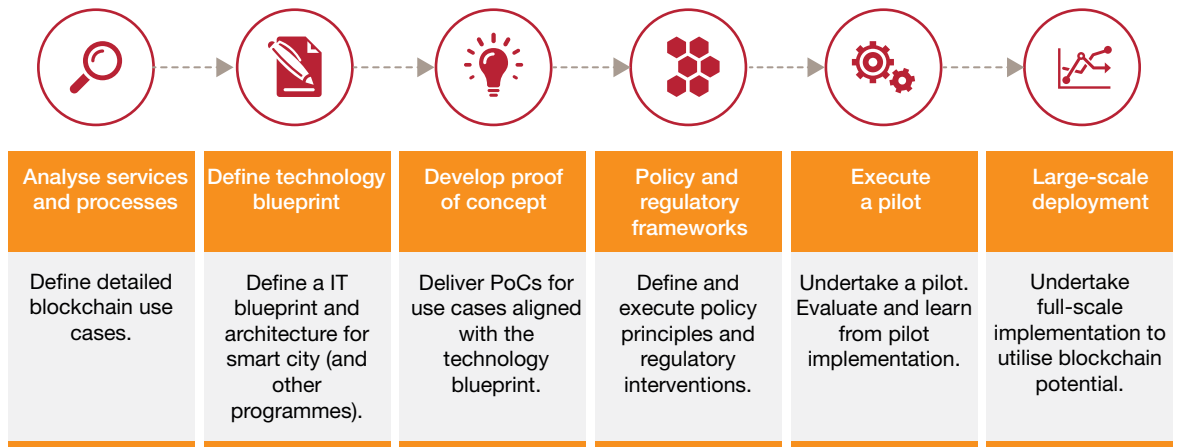 Analyse services
and processes
Define detailed
blockchain use
cases.
Define technology
blueprint
Define a IT
blueprint and
architecture for
smart city (and
other
programmes).
Develop proof
of concept
Deliver PoCs for
use cases aligned
with the
technology
blueprint.
Policy and
regulatory
frameworks
Define and
execute policy
principles and
regulatory
interventions.
Execute
a pilot
Undertake a pilot.
Evaluate and learn
from pilot
implementation.
Large-scale
deployment
Undertake
full-scale
implementation to
utilise blockchain
potential.